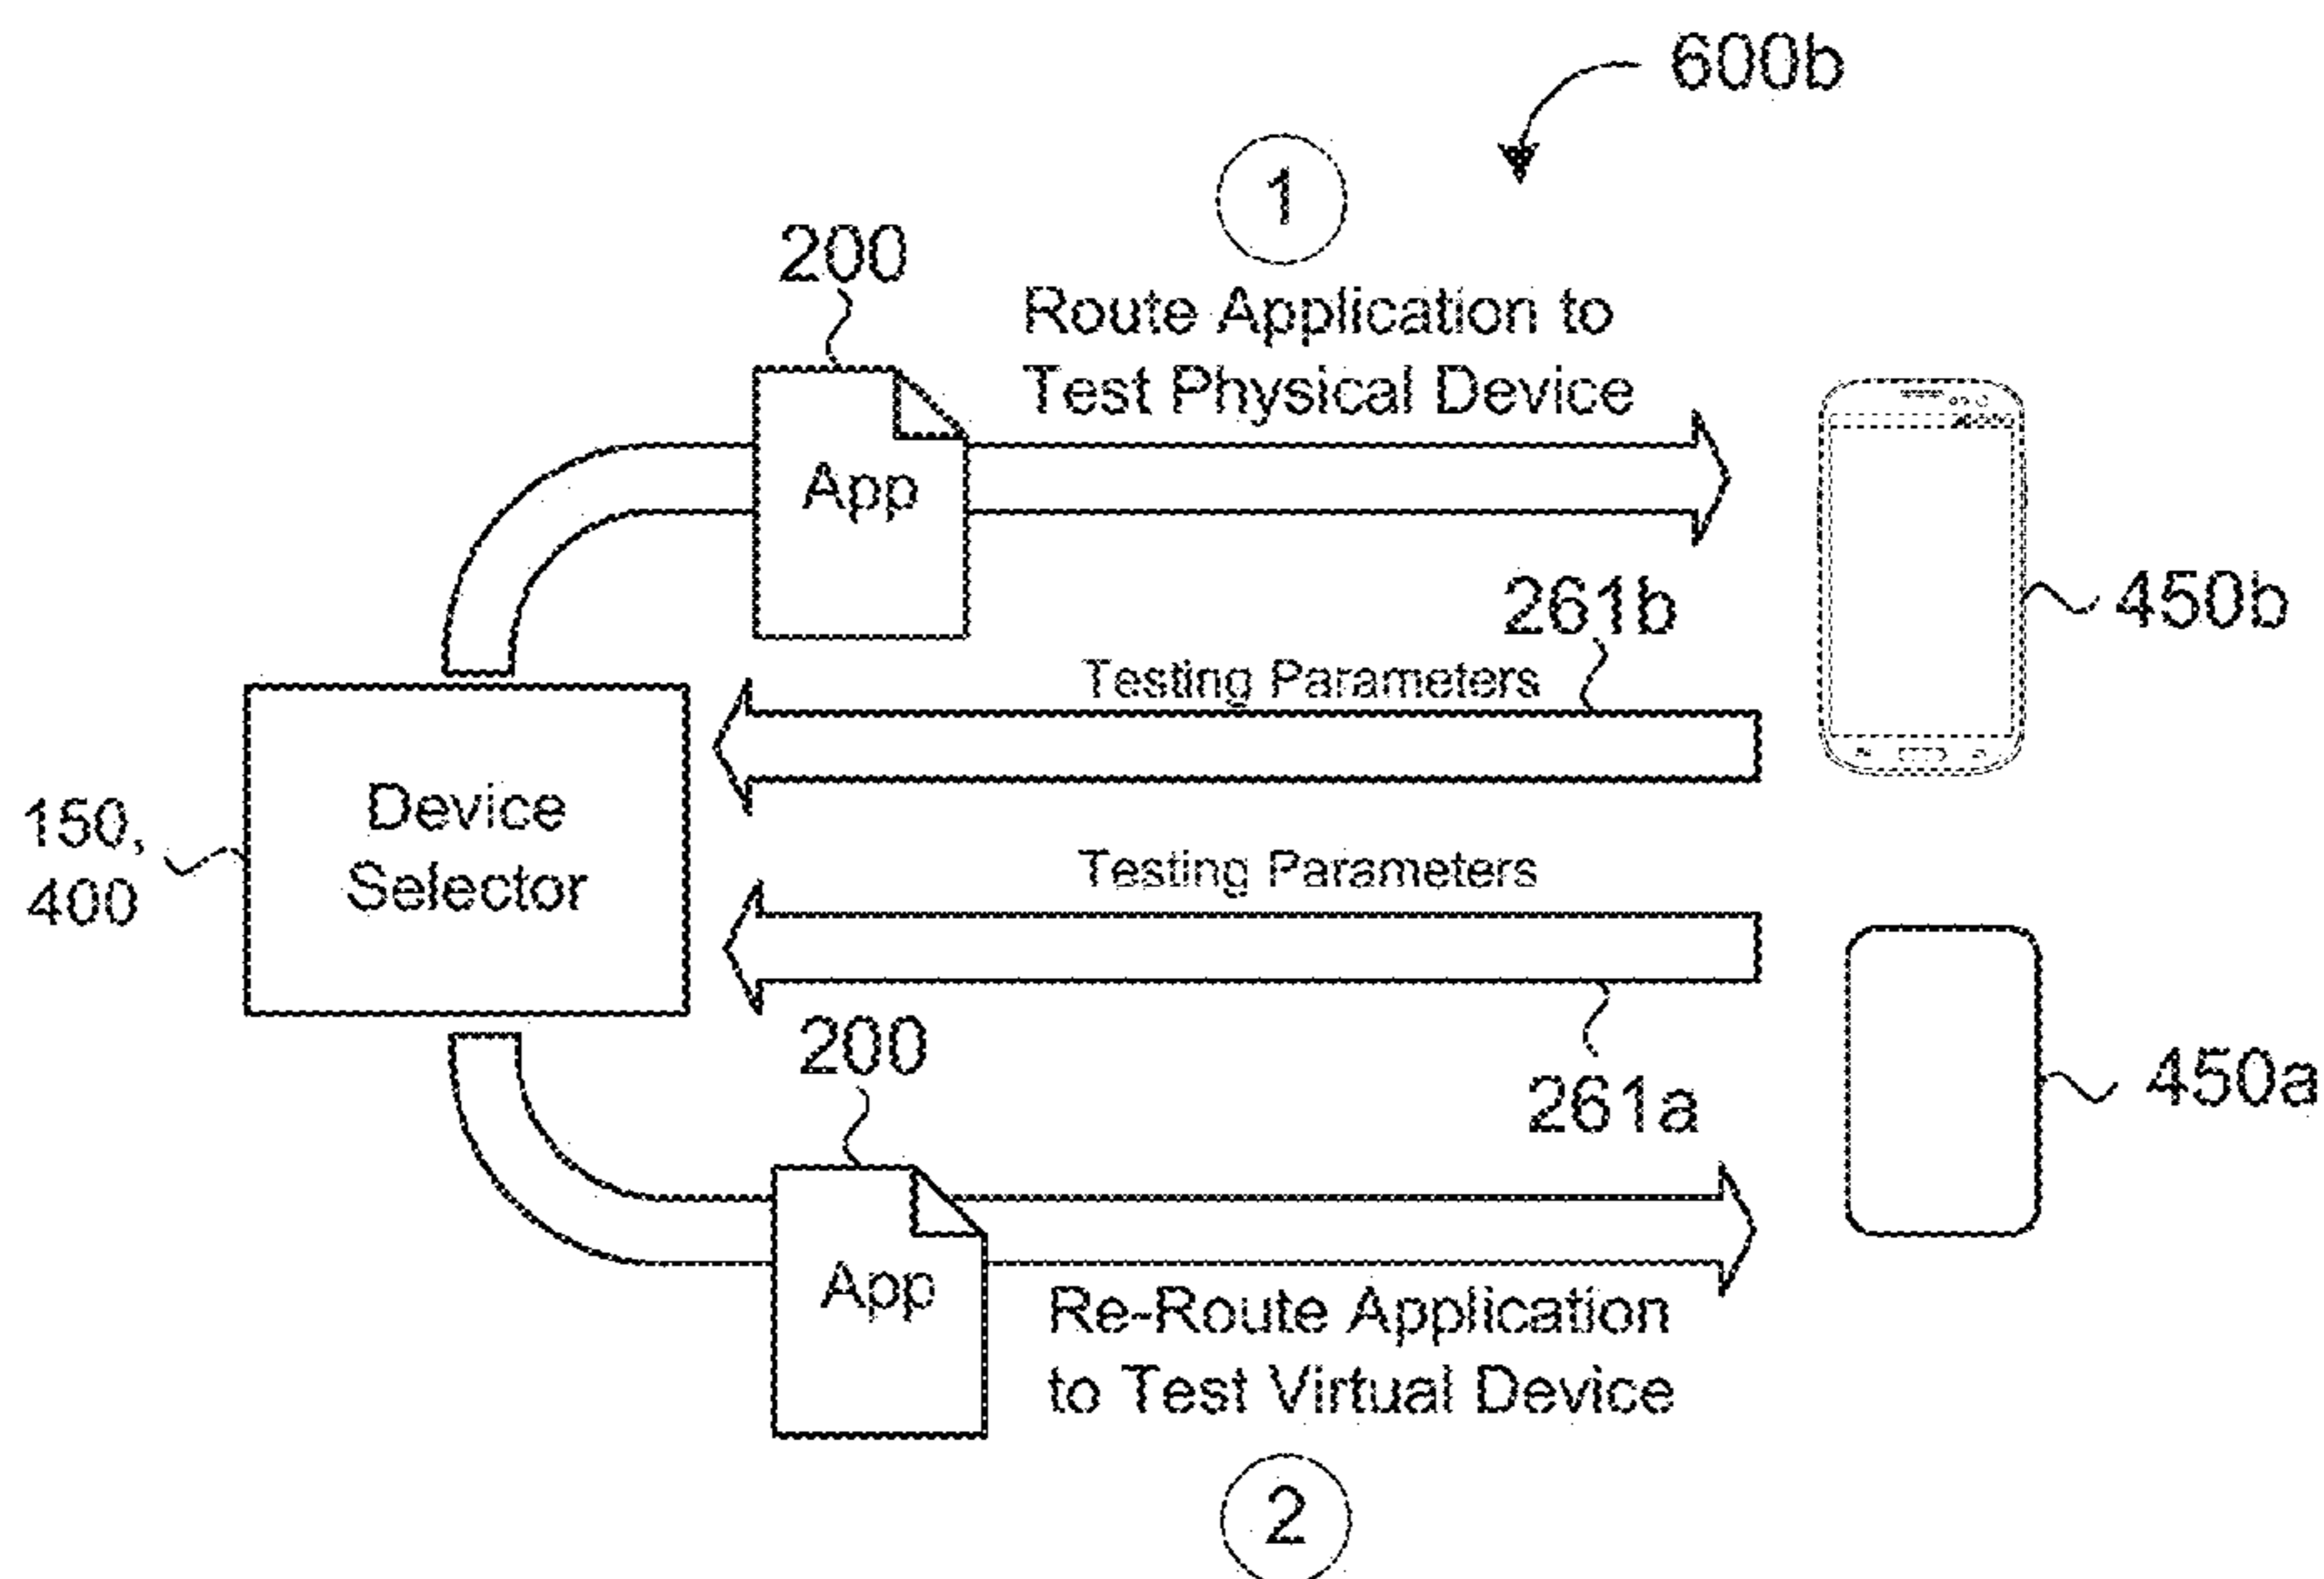 600b
1
200
Route Application to
Test Physical Device
App
261b
450b
Testing Parameters
Device
Selector
150,
400
Testing Parameters
200
261a
450a
App
Re-Route Application
to Test Virtual Device
2